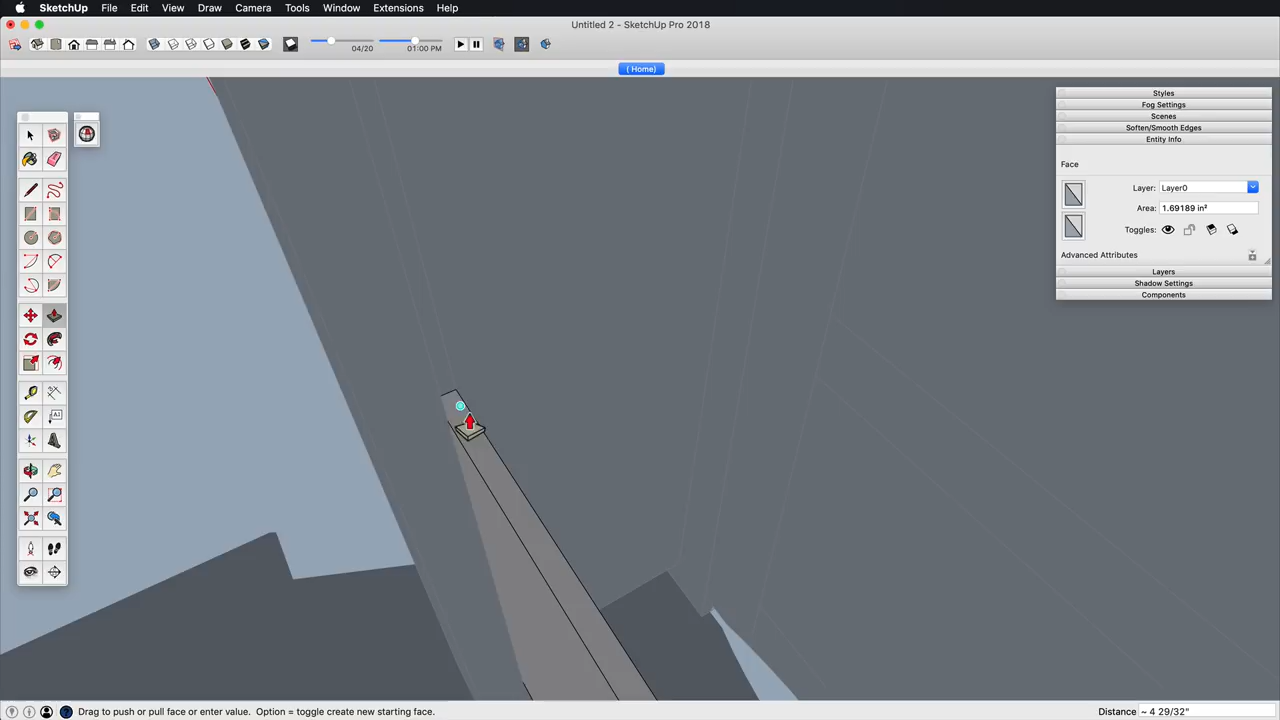 SketchUp File Edit View Draw Camera Tools Window Extensions Help
Untitled 2 - SketchUp Pro 2018
04/20 01:00 PM
( Home)
Styles
Fog Settings
Scenes
Soften/Smooth Edges
Entity Info
Face
Layer: Layer0
Area: 1.69189 in²
Toggles:
Advanced Attributes
Layers
Shadow Settings
Components
A1
Drag to push or pull face or enter value. Option = toggle create new starting face.
Distance ~ 4 29/32"